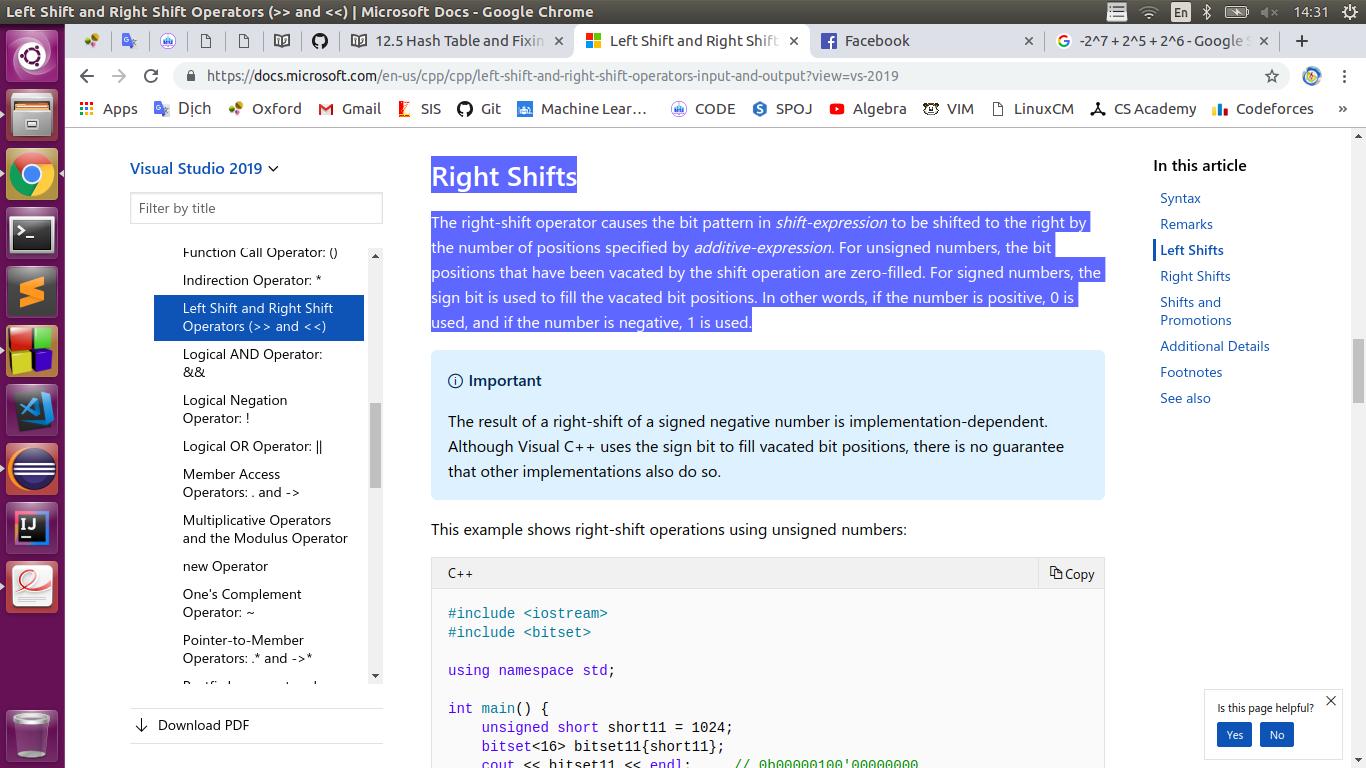 Left Shift and Right Shift Operators (>> and <<) | Microsoft Docs - Google Chrome
En
14:31
12.5 Hash Table and Fixin
Left Shift and Right Shift
Facebook
-2^7 + 2^5 + 2^6 - Google S
https://docs.microsoft.com/en-us/cpp/cpp/left-shift-and-right-shift-operators-input-and-output?view=vs-2019
Apps
Dịch
Oxford
Gmail
SIS
Git
Machine Lear…
CODE
SPOJ
Algebra
VIM
LinuxCM
CS Academy
Codeforces
»
Visual Studio 2019
Filter by title
Function Call Operator: ()
Indirection Operator: *
Left Shift and Right Shift
Operators (>> and <<)
Logical AND Operator:
&&
Logical Negation
Operator: !
Logical OR Operator: ||
Member Access
Operators: . and ->
Multiplicative Operators
and the Modulus Operator
new Operator
One's Complement
Operator: ~
Pointer-to-Member
Operators: .* and ->*
Download PDF
Right Shifts
The right-shift operator causes the bit pattern in shift-expression to be shifted to the right by
the number of positions specified by additive-expression. For unsigned numbers, the bit
positions that have been vacated by the shift operation are zero-filled. For signed numbers, the
sign bit is used to fill the vacated bit positions. In other words, if the number is positive, 0 is
used, and if the number is negative, 1 is used.
Important
The result of a right-shift of a signed negative number is implementation-dependent.
Although Visual C++ uses the sign bit to fill vacated bit positions, there is no guarantee
that other implementations also do so.
This example shows right-shift operations using unsigned numbers:
C++
Copy
#include <iostream>
#include <bitset>
using namespace std;
int main() {
unsigned short short11 = 1024;
bitset<16> bitset11{short11};
cout << bitset11 << endl; // 0b00000100'00000000
In this article
Syntax
Remarks
Left Shifts
Right Shifts
Shifts and
Promotions
Additional Details
Footnotes
See also
Is this page helpful?
Yes
No